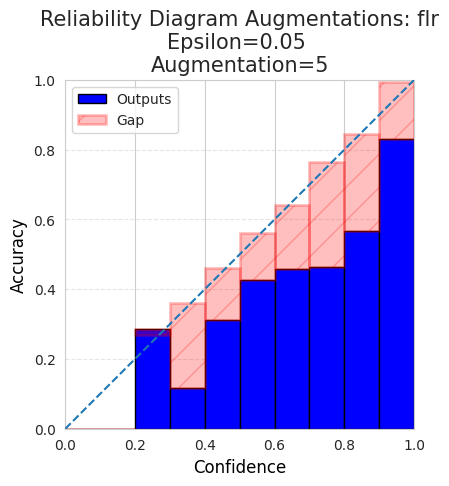 Reliability Diagram Augmentations: flr
Epsilon=0.05
Augmentation=5
1.0
0.8
0.6
0.4
0.2
0.0
Accuracy
Outputs
Gap
0.0 0.2 0.4 0.6 0.8 1.0
Confidence